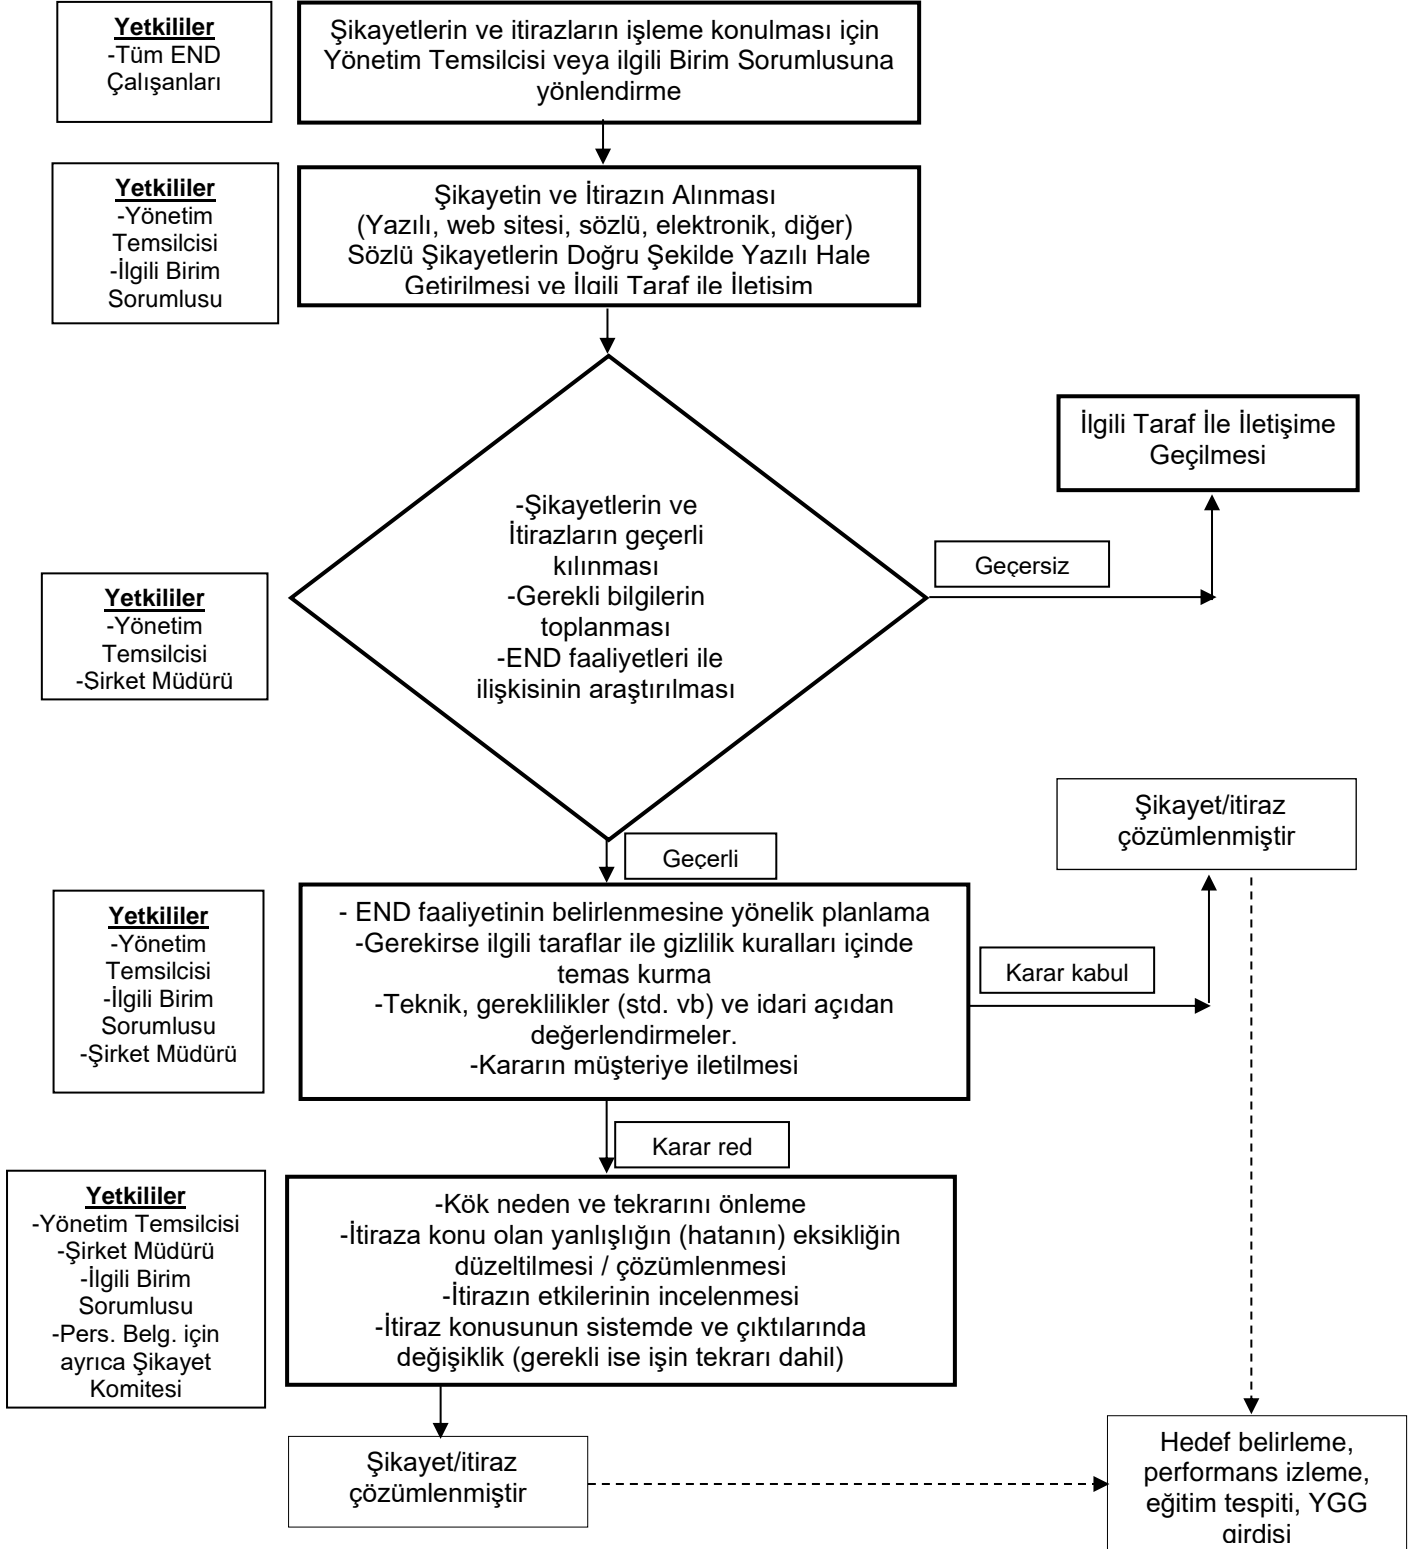 Yetkililer
-Tüm END
Çalışanları
Şikayetlerin ve itirazların işleme konulması için
Yönetim Temsilcisi veya ilgili Birim Sorumlusuna
yönlendirme
Yetkililer
-Yönetim
Temsilcisi
-İlgili Birim
Sorumlusu
Şikayetin ve İtirazın Alınması
(Yazılı, web sitesi, sözlü, elektronik, diğer)
Sözlü Şikayetlerin Doğru Şekilde Yazılı Hale
Getirilmesi ve İlgili Taraf ile İletişim
İlgili Taraf İle İletişime
Geçilmesi
-Şikayetlerin ve
İtirazların geçerli
kılınması
-Gerekli bilgilerin
toplanması
-END faaliyetleri ile
ilişkisinin araştırılması
Geçersiz
Yetkililer
-Yönetim
Temsilcisi
-Şirket Müdürü
Şikayet/itiraz
çözümlenmiştir
Geçerli
Yetkililer
-Yönetim
Temsilcisi
-İlgili Birim
Sorumlusu
-Şirket Müdürü
- END faaliyetinin belirlenmesine yönelik planlama
-Gerekirse ilgili taraflar ile gizlilik kuralları içinde
temas kurma
-Teknik, gereklilikler (std. vb) ve idari açıdan
değerlendirmeler.
-Kararın müşteriye iletilmesi
Karar kabul
Karar red
Yetkililer
-Yönetim Temsilcisi
-Şirket Müdürü
-İlgili Birim
Sorumlusu
-Pers. Belg. için
ayrıca Şikayet
Komitesi
-Kök neden ve tekrarını önleme
-İtiraza konu olan yanlışlığın (hatanın) eksikliğin
düzeltilmesi / çözümlenmesi
-İtirazın etkilerinin incelenmesi
-İtiraz konusunun sistemde ve çıktılarında
değişiklik (gerekli ise işin tekrarı dahil)
Şikayet/itiraz
çözümlenmiştir
Hedef belirleme,
performans izleme,
eğitim tespiti, YGG
girdisi